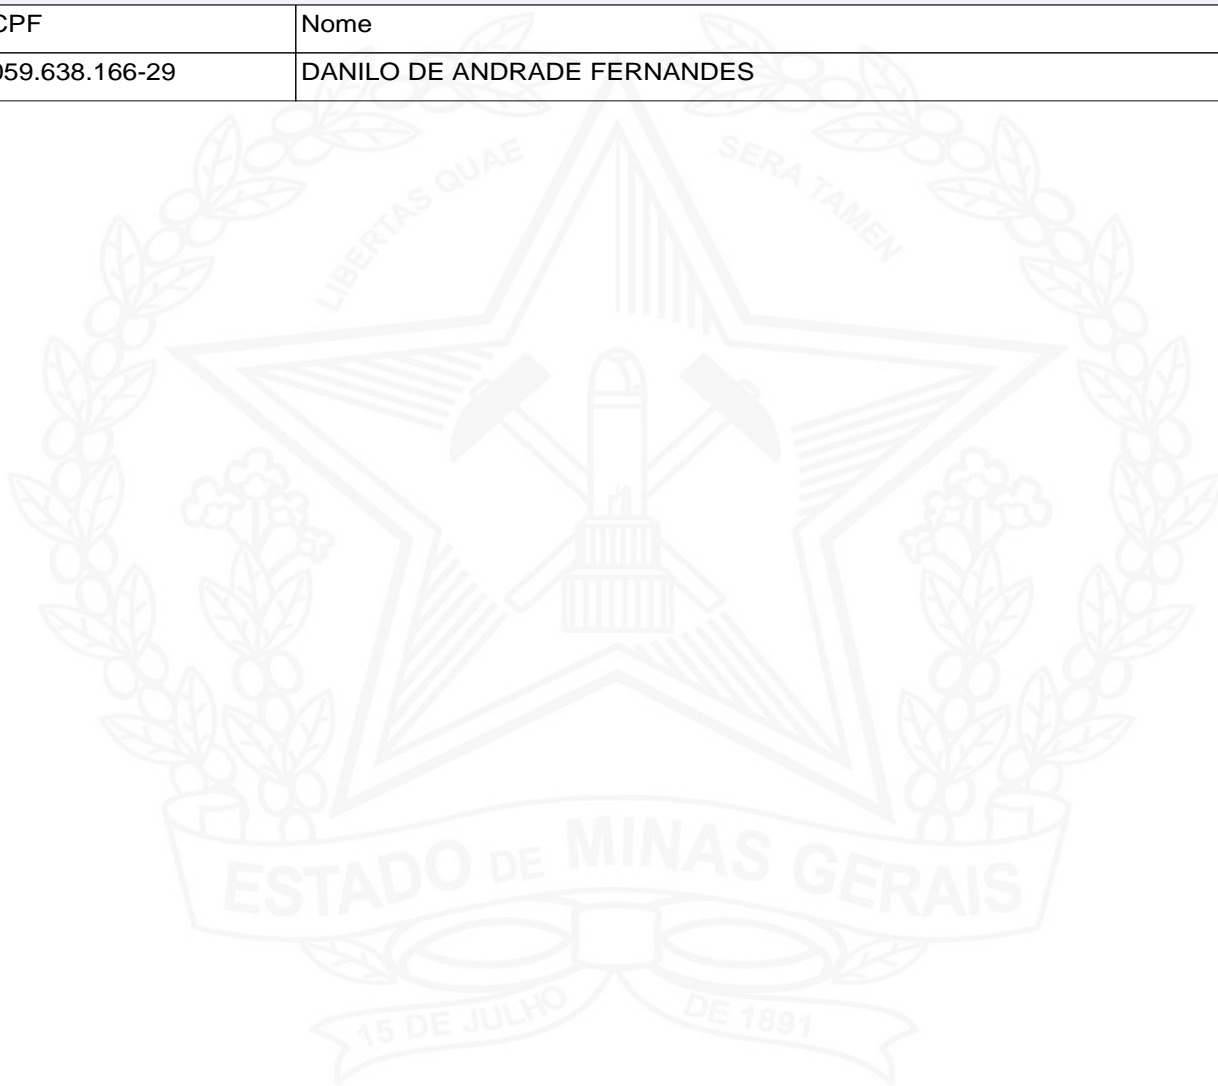 CPF Nome
059.638.166-29 DANILO DE ANDRADE FERNANDES
LIBERTAS QUAE SERA TAMEN
ESTADO DE MINAS GERAIS
15 DE JULHO DE 1891